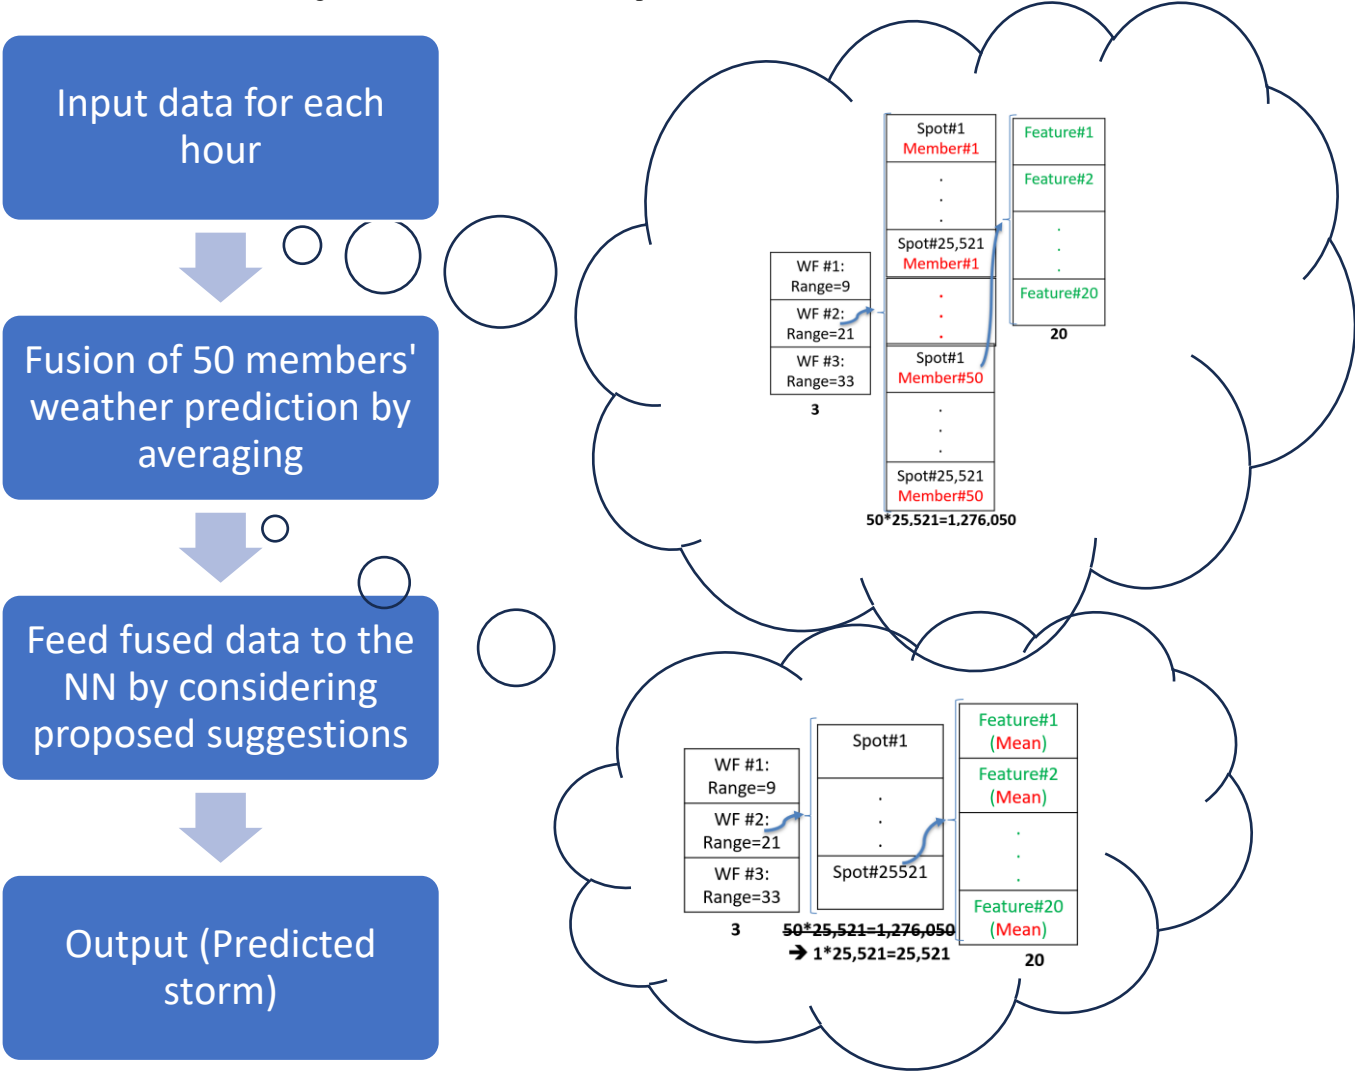 Input data for each
hour
Fusion of 50 members'
weather prediction by
averaging
Feed fused data to the
NN by considering
proposed suggestions
Output (Predicted
storm)
WF #1:
Range=9
WF #2:
Range=21
WF #3:
Range=33
3
Spot#1
Member#1
.
.
.
Spot#25,521
Member#1
.
.
.
Spot#1
Member#50
.
.
.
Spot#25,521
Member#50
50*25,521=1,276,050
Feature#1
Feature#2
.
.
.
Feature#20
20
WF #1:
Range=9
WF #2:
Range=21
WF #3:
Range=33
3
Spot#1
.
.
.
Spot#25521
50*25,521=1,276,050
➔ 1*25,521=25,521
Feature#1
(Mean)
Feature#2
(Mean)
.
.
.
Feature#20
(Mean)
20